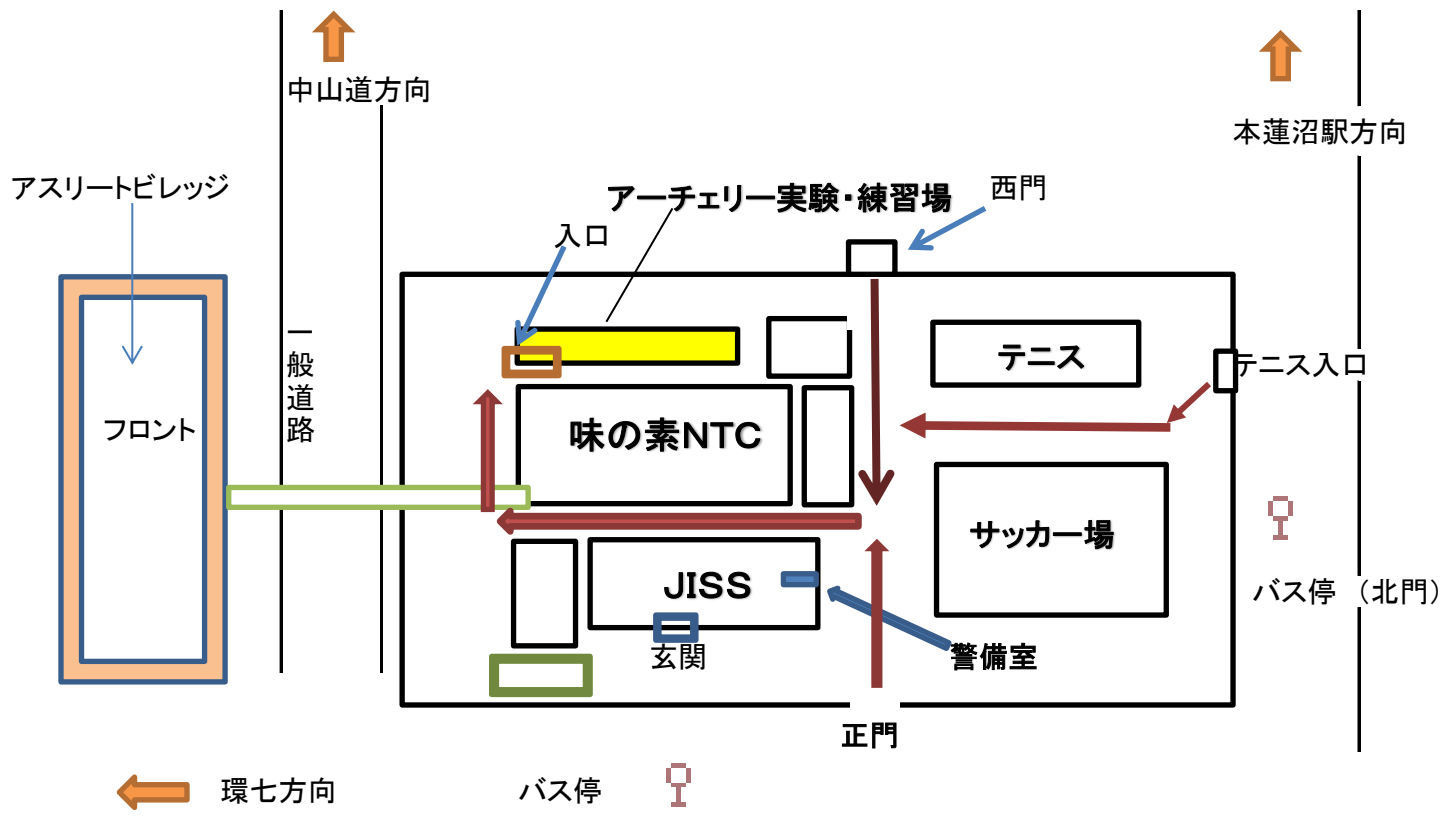 中山道方向
本蓮沼駅方向
アスリートビレッジ
アーチェリー実験・練習場
西門
入口
一般道路
テニス
テニス入口
フロント
味の素NTC
サッカー場
JISS
バス停（北門）
玄関
警備室
正門
環七方向
バス停